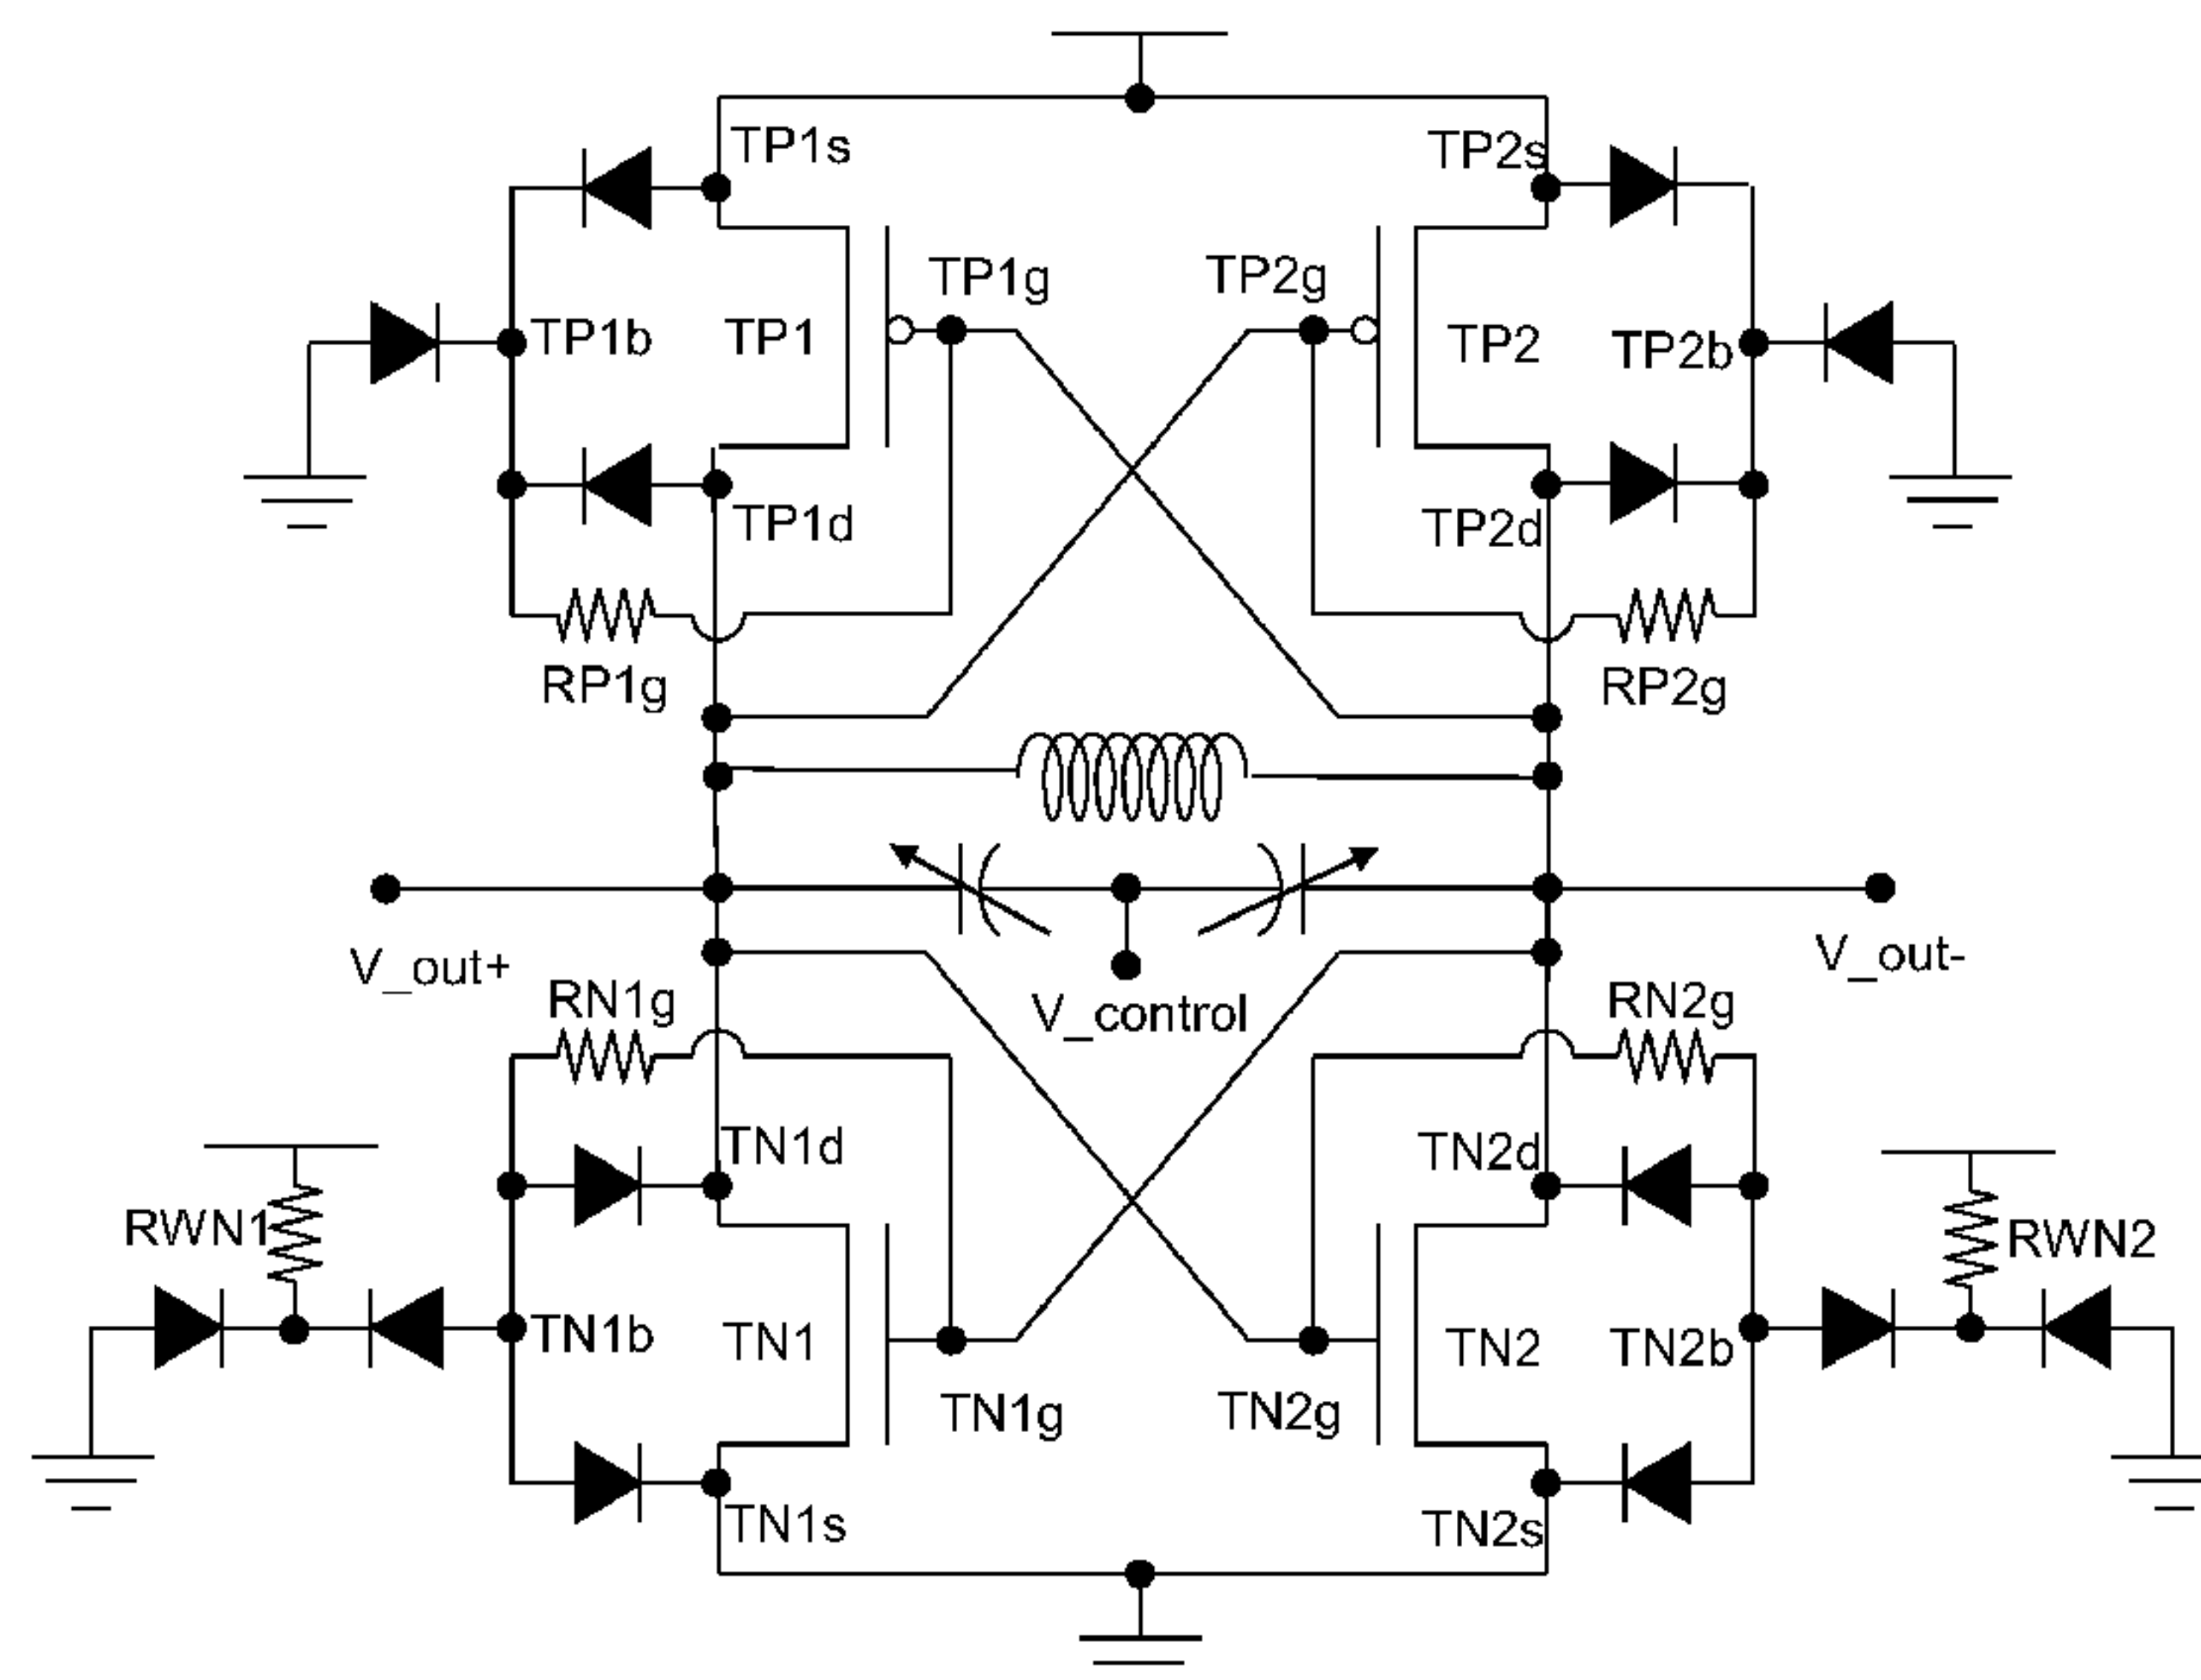 TP1s
TP2s
TP1g
TP2g
TP1b
TP1
TP2
TP2b
TP1d
TP2d
RP1g
RP2g
V_out+
V_out-
V_control
RN1g
RN2g
TN1d
TN2d
RWN1
RWN2
TN1b
TN1
TN2
TN2b
TN1g
TN2g
TN1s
TN2s